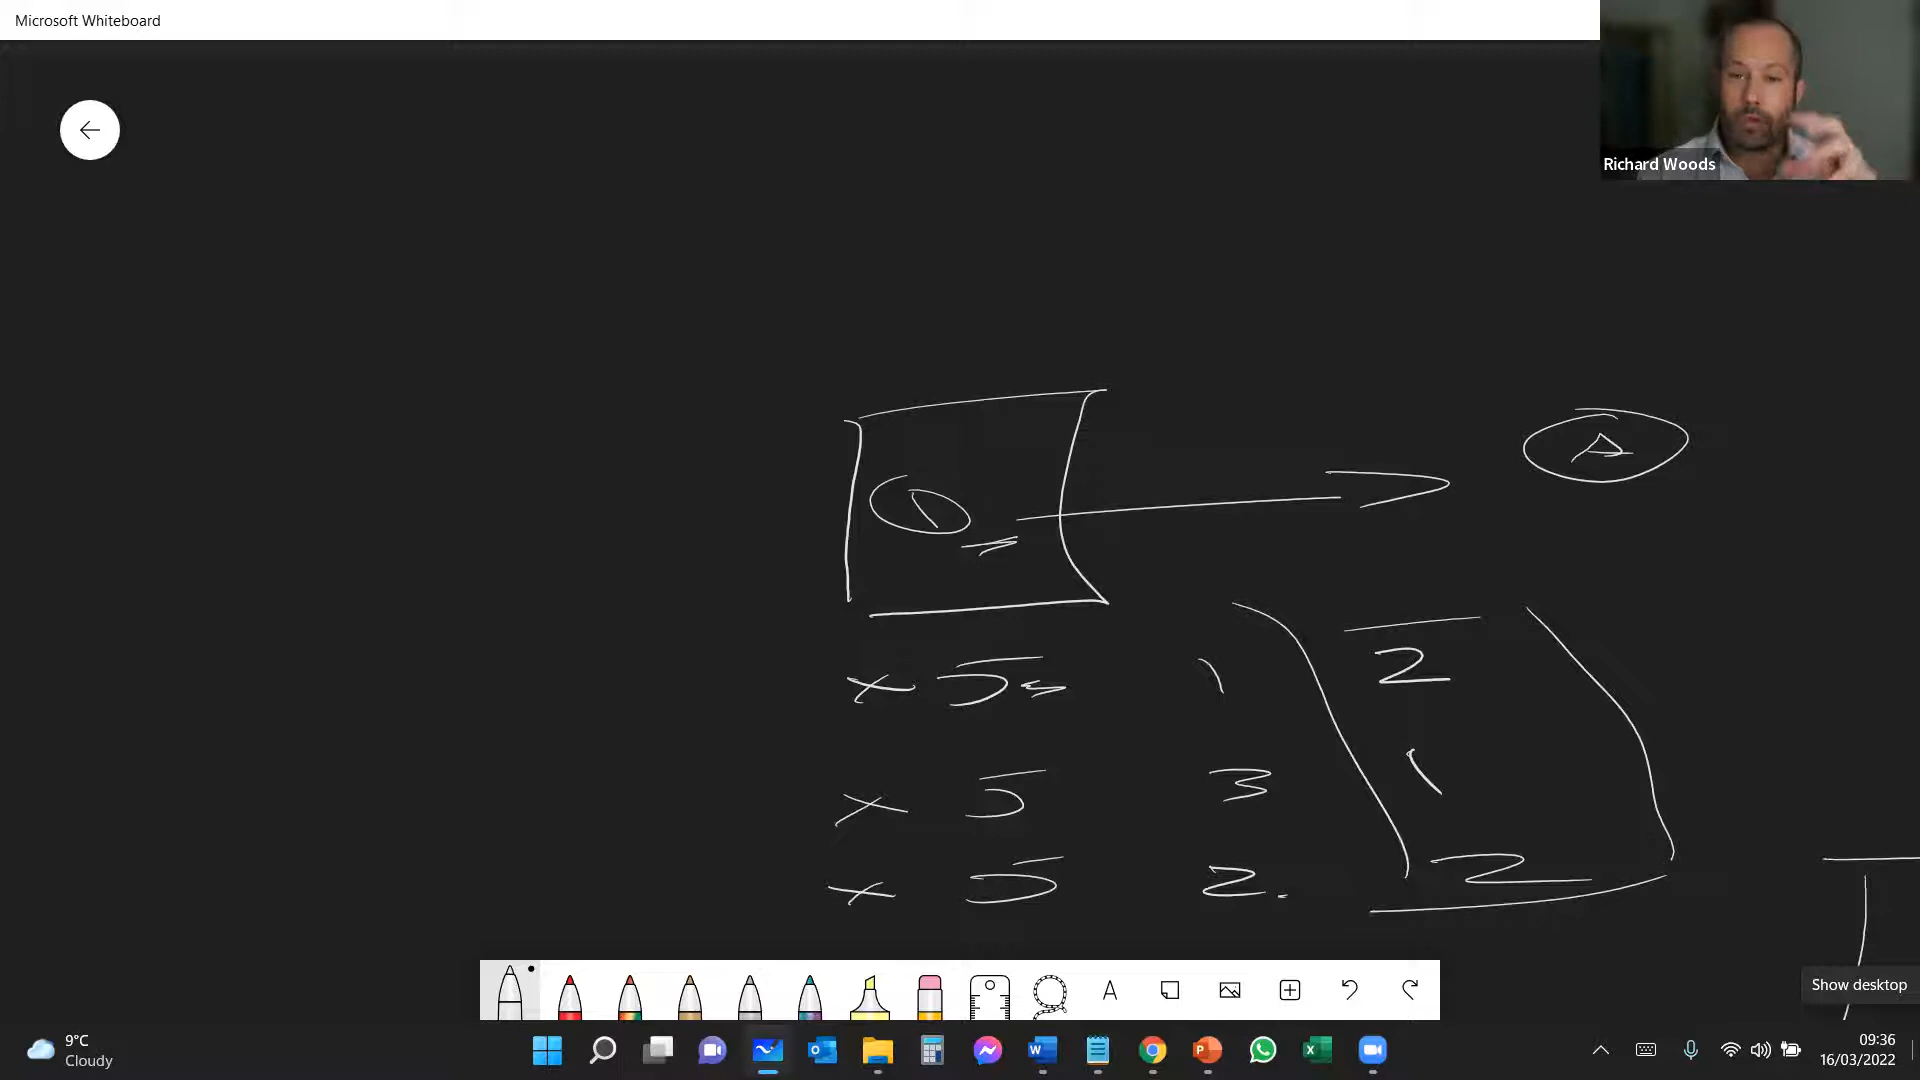 Microsoft Whiteboard
Richard Woods
A
1
x 5 1 2
x 5 3 1
x 5 2. 2
A
Show desktop
9°C
Cloudy
09:36
16/03/2022